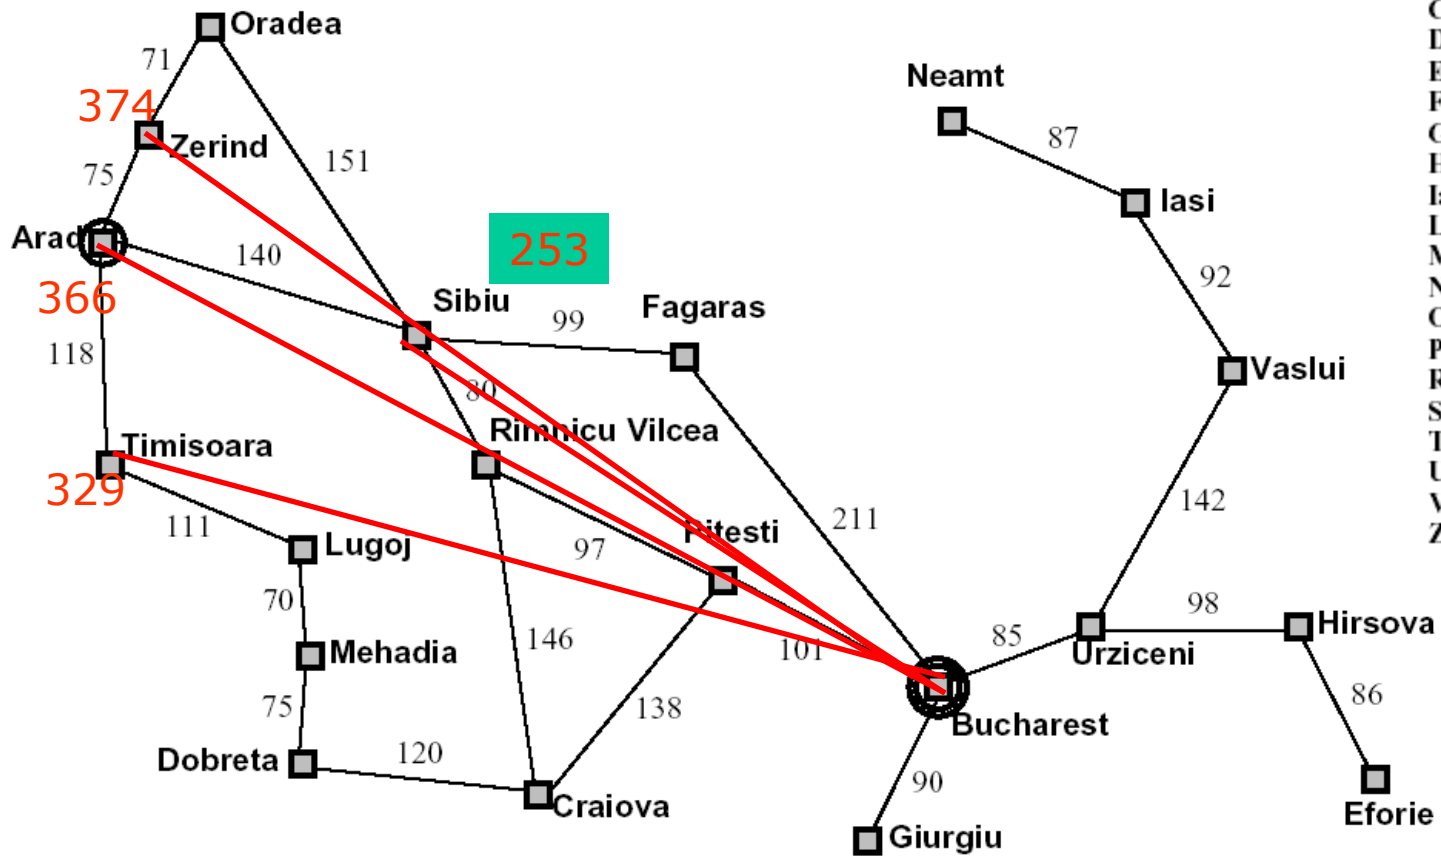 Oradea
71
374
Zerind
75
151
Arad
140
366
253
Sibiu
99
Fagaras
118
80
Timisoara
Rimnicu Vilcea
329
111
Lugoj
97
Pitesti
211
70
146
101
Mehadia
75
138
Dobreta
120
Craiova
Neamt
87
Iasi
92
Vaslui
142
98
Hirsova
85
Urziceni
86
Bucharest
90
Eforie
Giurgiu
D
E
F
H
L
N
P
R
S
T
U
V
Z